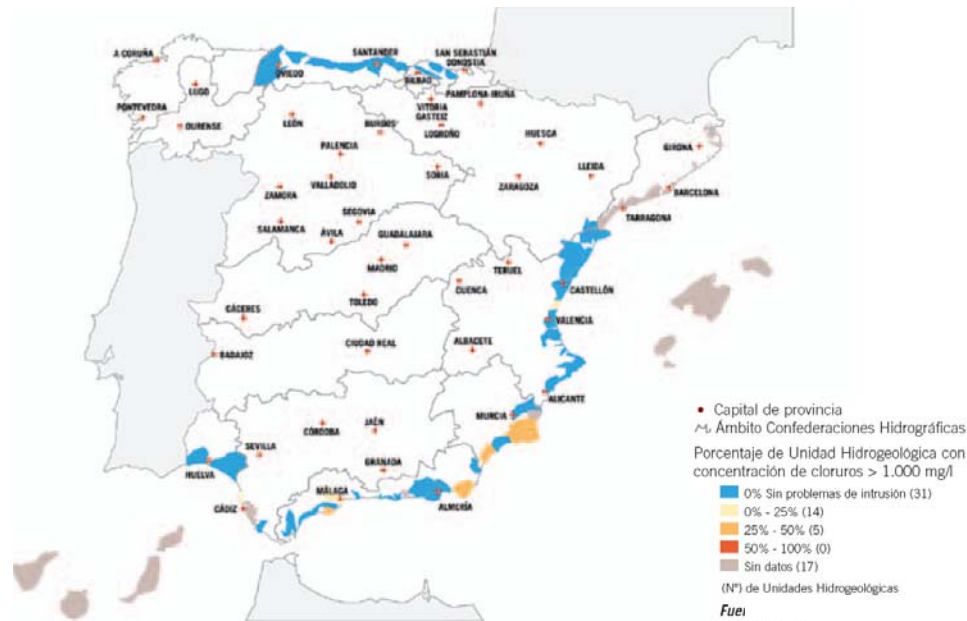 A CORUÑA
LUGO
PONTEVEDRA
OURENSE
OVIEDO
SANTANDER
BILBAO
SAN SEBASTIÁN
DONOSTIA
VITORIA
GASTEIZ
PAMPLONA-IRUÑA
LOGROÑO
LEÓN
BURGOS
PALENCIA
VALLADOLID
ZAMORA
SORIA
HUESCA
ZARAGOZA
LLEIDA
GIRONA
BARCELONA
TARRAGONA
SALAMANCA
SEGOVIA
ÁVILA
GUADALAJARA
MADRID
TERUEL
CUENCA
CASTELLÓN
TOLEDO
CÁCERES
VALENCIA
BADAJOZ
CIUDAD REAL
ALBACETE
ALICANTE
MURCIA
CÓRDOBA
JAÉN
SEVILLA
HUELVA
GRANADA
MÁLAGA
ALMERÍA
CÁDIZ
Capital de provincia
Ámbito Confederaciones Hidrográficas
Porcentaje de Unidad Hidrogeológica con
concentración de cloruros > 1.000 mg/l
0% Sin problemas de intrusión (31)
0% - 25% (14)
25% - 50% (5)
50% - 100% (0)
Sin datos (17)
(Nº) de Unidades Hidrogeológicas